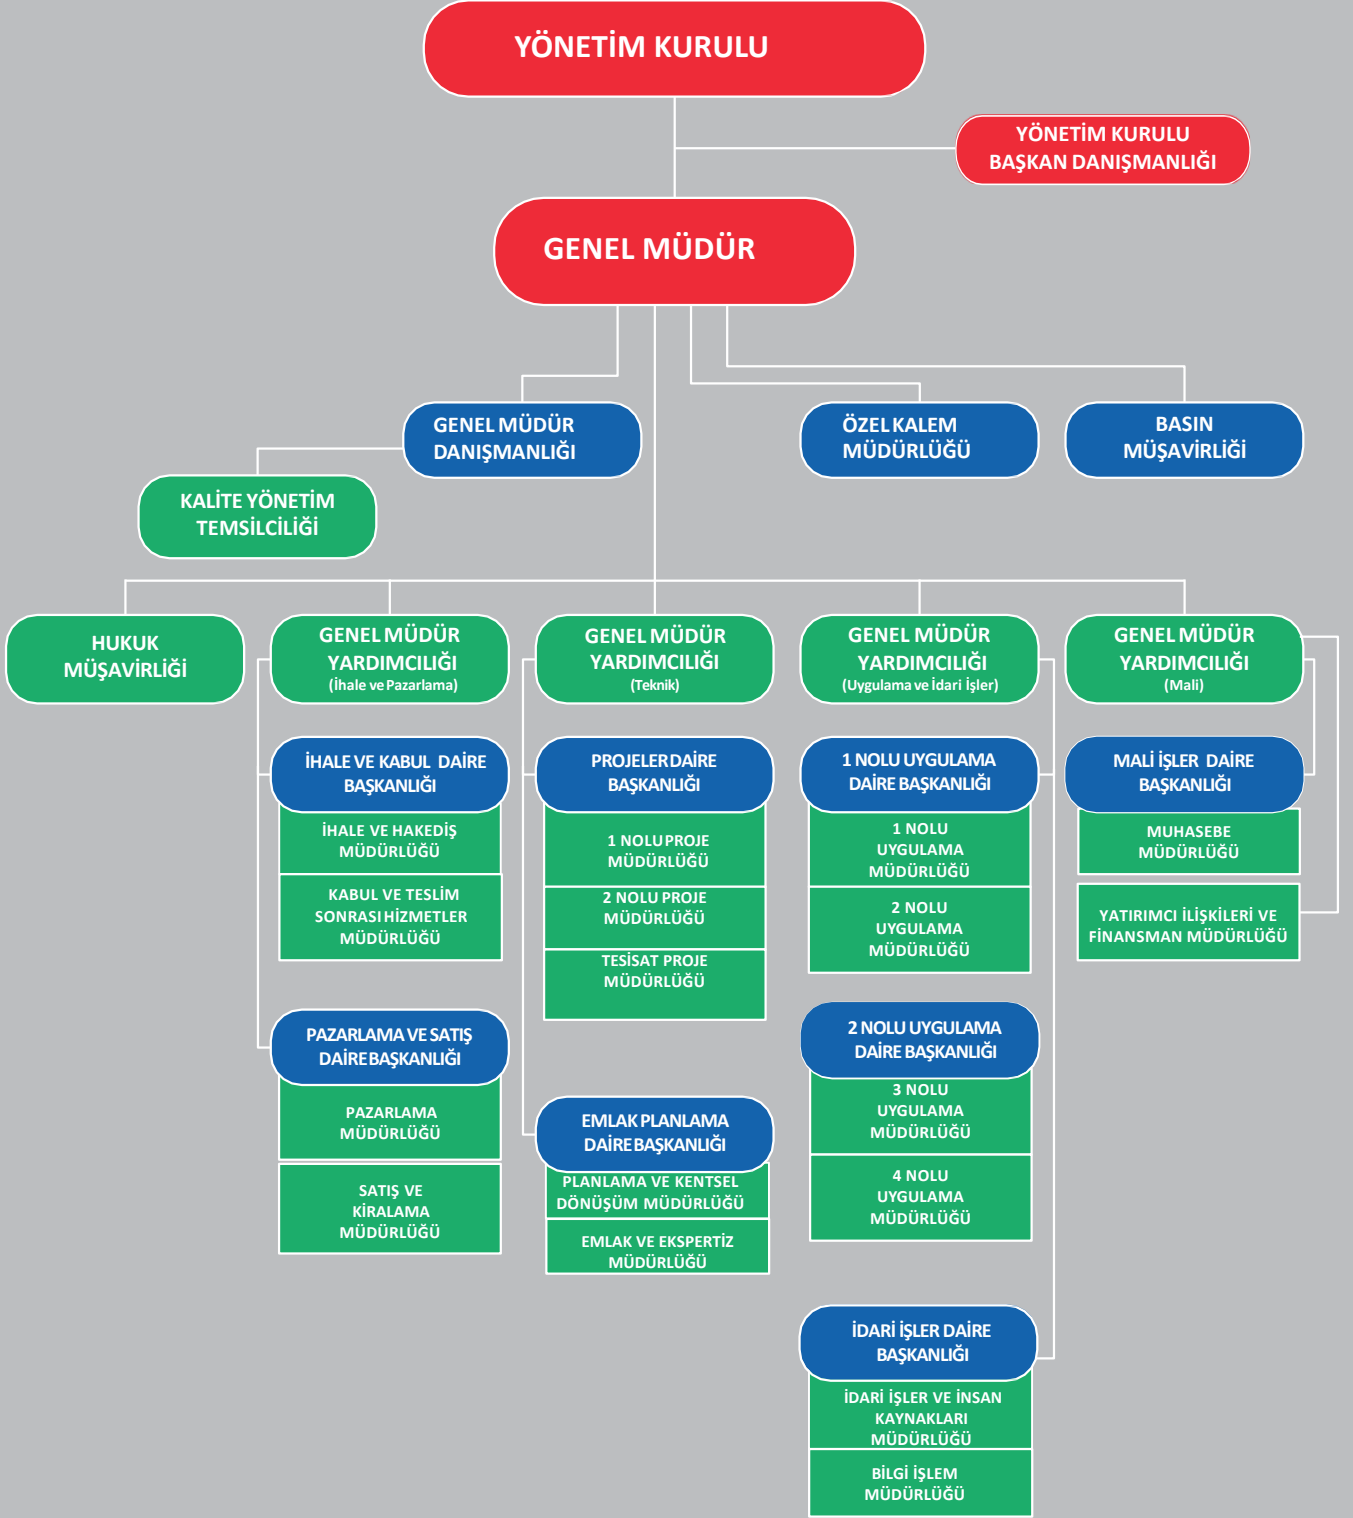 YÖNETİM KURULU
YÖNETİM KURULU
BAŞKAN DANIŞMANLIĞI
GENEL MÜDÜR
GENEL MÜDÜR
DANIŞMANLIĞI
ÖZEL KALEM
MÜDÜRLÜĞÜ
BASIN
MÜŞAVİRLİĞİ
KALİTE YÖNETİM
TEMSİLCİLİĞİ
HUKUK
MÜŞAVİRLİĞİ
GENEL MÜDÜR
YARDIMCILIĞI
(İhale ve Pazarlama)
İHALE VE KABUL DAİRE
BAŞKANLIĞI
İHALE VE HAKEDİŞ
MÜDÜRLÜĞÜ
KABUL VE TESLİM
SONRASI HİZMETLER
MÜDÜRLÜĞÜ
PAZARLAMA VE SATIŞ
DAİRE BAŞKANLIĞI
PAZARLAMA
MÜDÜRLÜĞÜ
SATIŞ VE
KİRALAMA
MÜDÜRLÜĞÜ
GENEL MÜDÜR
YARDIMCILIĞI
(Teknik)
PROJELER DAİRE
BAŞKANLIĞI
1 NOLU PROJE
MÜDÜRLÜĞÜ
2 NOLU PROJE
MÜDÜRLÜĞÜ
TESİSAT PROJE
MÜDÜRLÜĞÜ
EMLAK PLANLAMA
DAİRE BAŞKANLIĞI
PLANLAMA VE KENTSEL
DÖNÜŞÜM MÜDÜRLÜĞÜ
EMLAK VE EKSPERTİZ
MÜDÜRLÜĞÜ
GENEL MÜDÜR
YARDIMCILIĞI
(Uygulama ve İdari İşler)
1 NOLU UYGULAMA
DAİRE BAŞKANLIĞI
1 NOLU
UYGULAMA
MÜDÜRLÜĞÜ
2 NOLU
UYGULAMA
MÜDÜRLÜĞÜ
2 NOLU UYGULAMA
DAİRE BAŞKANLIĞI
3 NOLU
UYGULAMA
MÜDÜRLÜĞÜ
4 NOLU
UYGULAMA
MÜDÜRLÜĞÜ
İDARİ İŞLER DAİRE
BAŞKANLIĞI
İDARİ İŞLER VE İNSAN
KAYNAKLARI
MÜDÜRLÜĞÜ
BİLGİ İŞLEM
MÜDÜRLÜĞÜ
GENEL MÜDÜR
YARDIMCILIĞI
(Mali)
MALİ İŞLER DAİRE
BAŞKANLIĞI
MUHASEBE
MÜDÜRLÜĞÜ
YATIRIMCI İLİŞKİLERİ VE
FİNANSMAN MÜDÜRLÜĞÜ